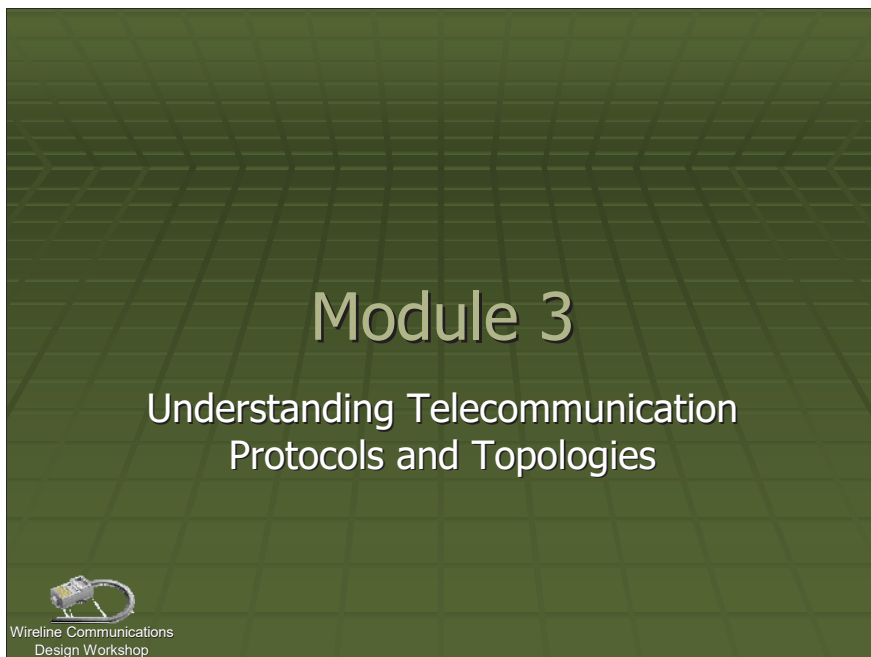 Module 3
Understanding Telecommunication
Protocols and Topologies
Wireline Communications
Design Workshop